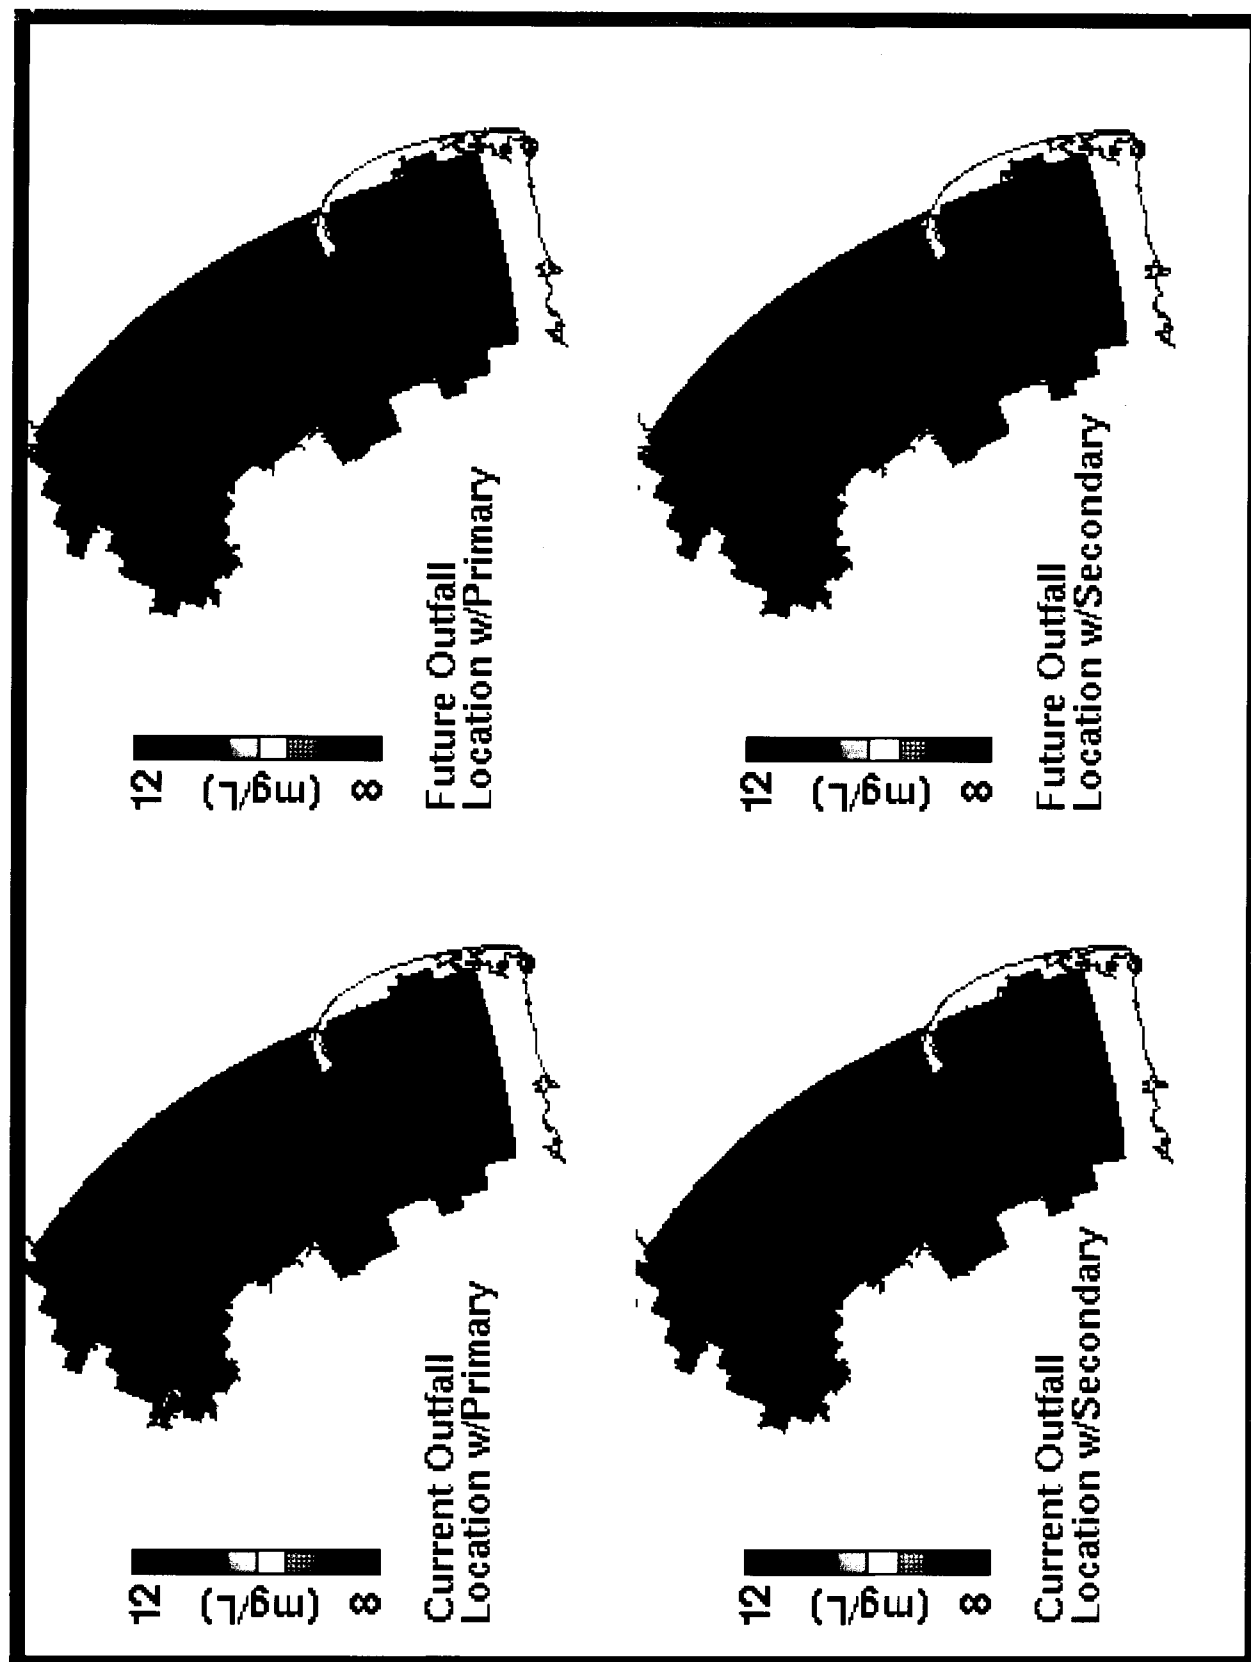 12
(mg/L)
8
Current Outfall
Location w/Primary
12
(mg/L)
8
Future Outfall
Location w/Primary
12
(mg/L)
8
Current Outfall
Location w/Secondary
12
(mg/L)
8
Future Outfall
Location w/Secondary